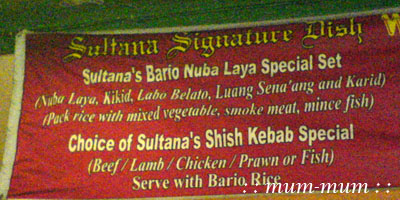 Sultana Signature Dish
Sultana's Bario Nuba Laya Special Set
(Nuba Laya, Kikid, Labo Belato, Luang Sena'ang and Karid)
(Pack rice with mixed vegetable, smoke meat, mince fish)
Choice of Sultana's Shish Kebab Special
(Beef / Lamb / Chicken / Prawn or Fish)
Serve with Bario Rice
: : mum-mum : :